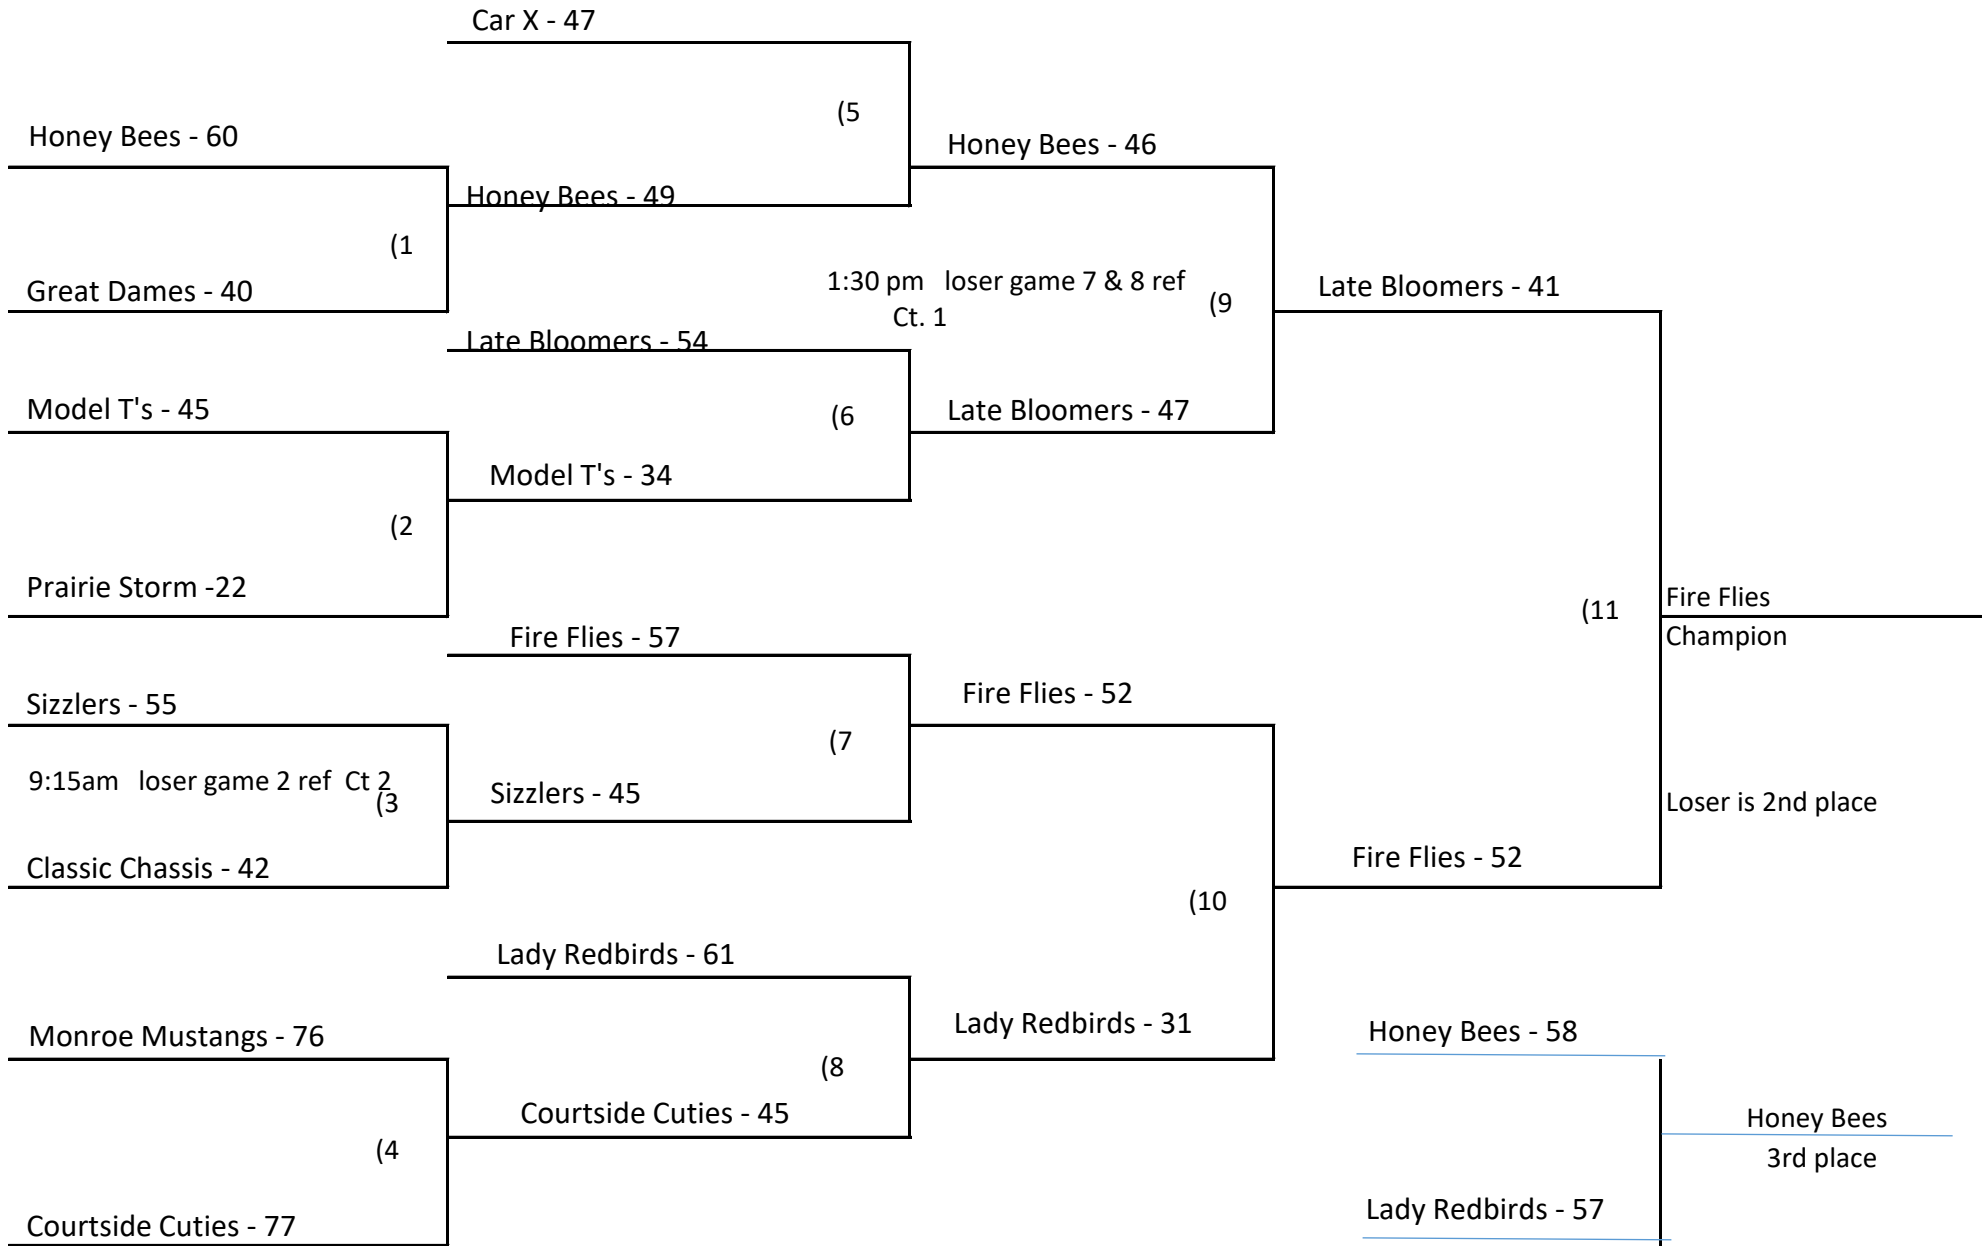 Car X - 47
(5
Honey Bees - 60
Honey Bees - 46
Honey Bees - 49
(1
Great Dames - 40
1:30 pm   loser game 7 & 8 ref
Ct. 1
(9
Late Bloomers - 41
Late Bloomers - 54
Model T's - 45
(6
Late Bloomers - 47
Model T's - 34
(2
Prairie Storm -22
(11
Fire Flies
Champion
Fire Flies - 57
Sizzlers - 55
Fire Flies - 52
(7
9:15am   loser game 2 ref  Ct 2
(3
Sizzlers - 45
Loser is 2nd place
Classic Chassis - 42
Fire Flies - 52
(10
Lady Redbirds - 61
Monroe Mustangs - 76
Lady Redbirds - 31
Honey Bees - 58
(8
Courtside Cuties - 45
Honey Bees
3rd place
(4
Lady Redbirds - 57
Courtside Cuties - 77